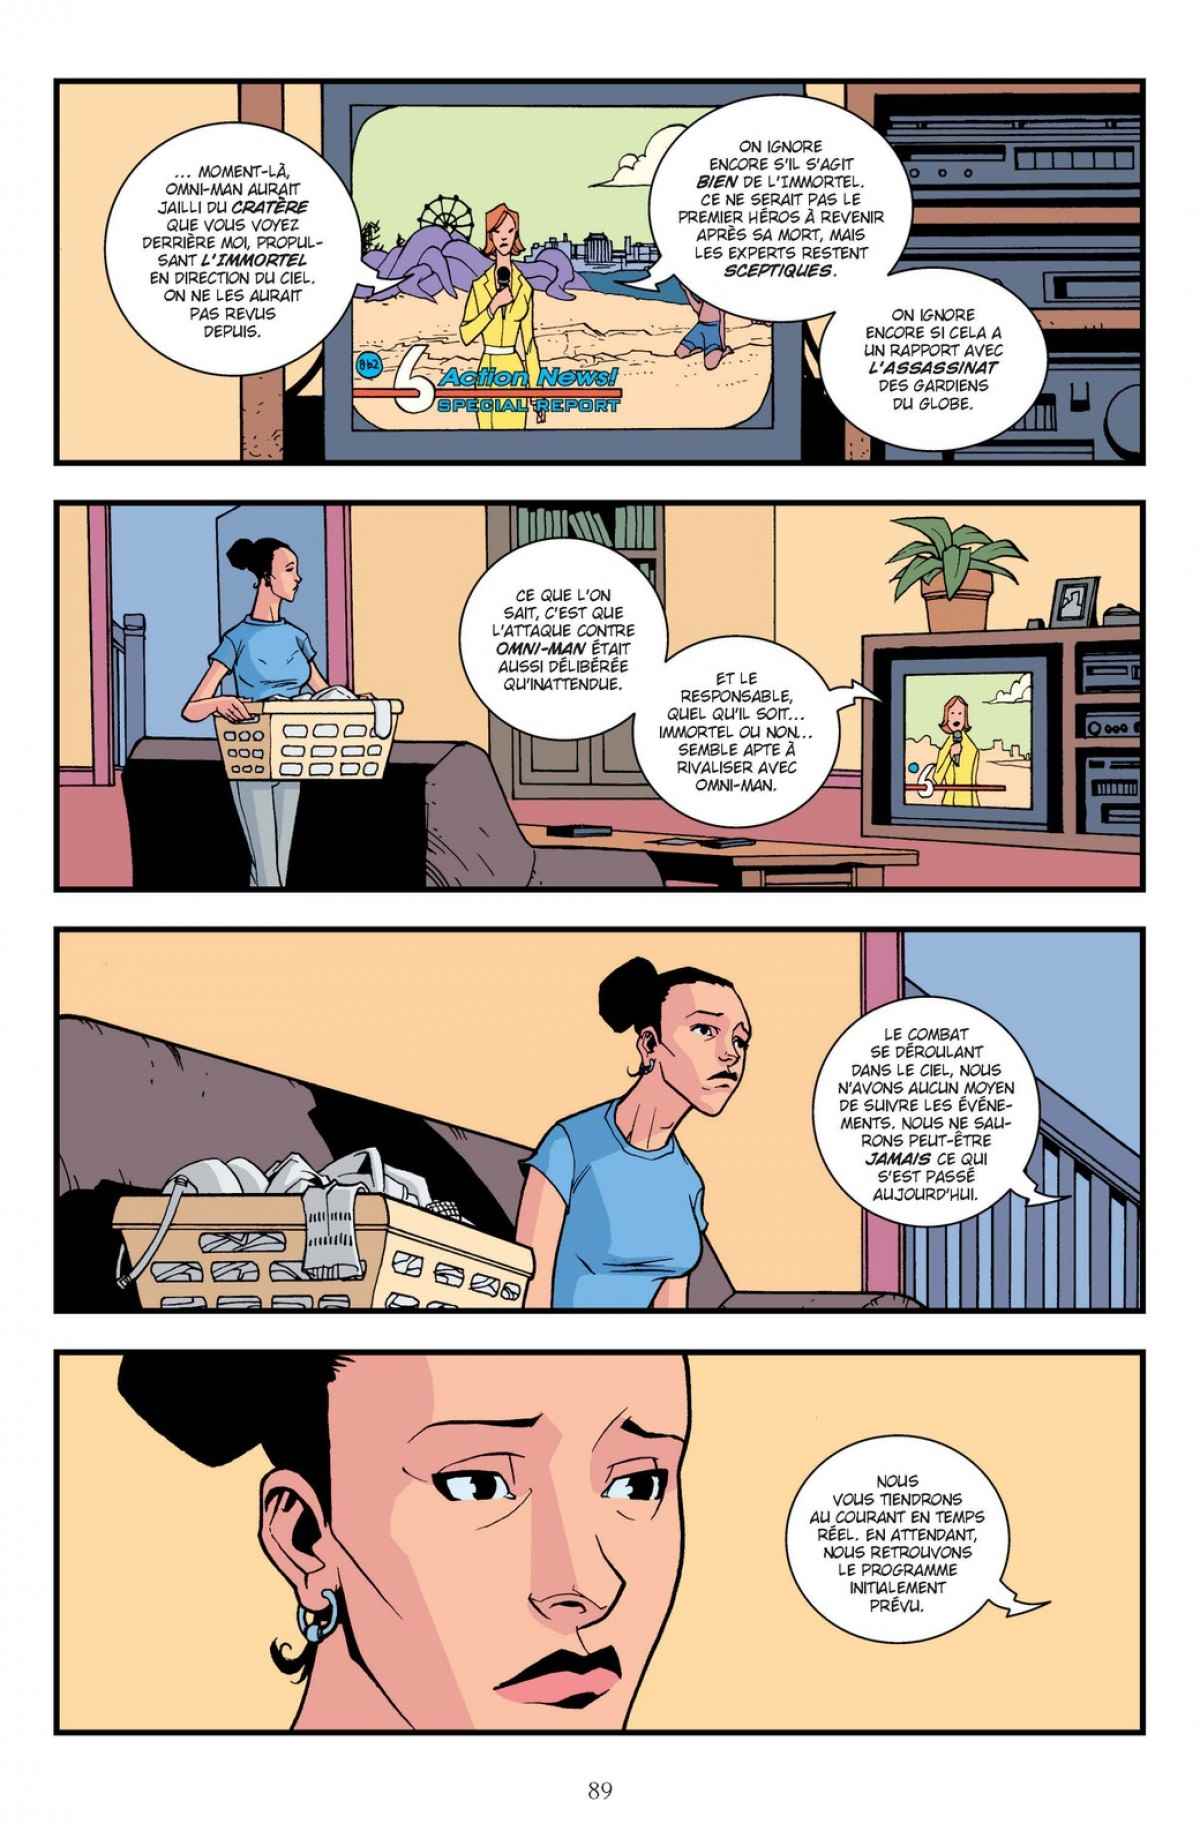 ... MOMENT-LÀ,
OMNI-MAN AURAIT
JAILLI DU CRATÈRE
QUE VOUS VOYEZ
DERRIÈRE MOI, PROPUL-
SANT L'IMMORTEL
EN DIRECTION DU CIEL.
ON NE LES AURAIT
PAS REVUS
DEPUIS.
ON IGNORE
ENCORE S'IL S'AGIT
BIEN DE L'IMMORTEL.
CE NE SERAIT PAS LE
PREMIER HÉROS À REVENIR
APRÈS SA MORT, MAIS
LES EXPERTS RESTENT
SCEPTIQUES.
ON IGNORE
ENCORE SI CELA A
UN RAPPORT AVEC
L'ASSASSINAT
DES GARDIENS
DU GLOBE.
6 Action News!
SPECIAL REPORT
CE QUE L'ON
SAIT, C'EST QUE
L'ATTAQUE CONTRE
OMNI-MAN ÉTAIT
AUSSI DÉLIBÉRÉE
QU'INATTENDUE.
ET LE
RESPONSABLE,
QUEL QU'IL SOIT...
IMMORTEL OU NON...
SEMBLE APTE À
RIVALISER AVEC
OMNI-MAN.
6
LE COMBAT
SE DÉROULANT
DANS LE CIEL, NOUS
N'AVONS AUCUN MOYEN
DE SUIVRE LES ÉVÉNE-
MENTS. NOUS NE SAU-
RONS PEUT-ÊTRE
JAMAIS CE QUI
S'EST PASSÉ
AUJOURD'HUI.
NOUS
VOUS TIENDRONS
AU COURANT EN TEMPS
RÉEL. EN ATTENDANT,
NOUS RETROUVONS
LE PROGRAMME
INITIALEMENT
PRÉVU.
89